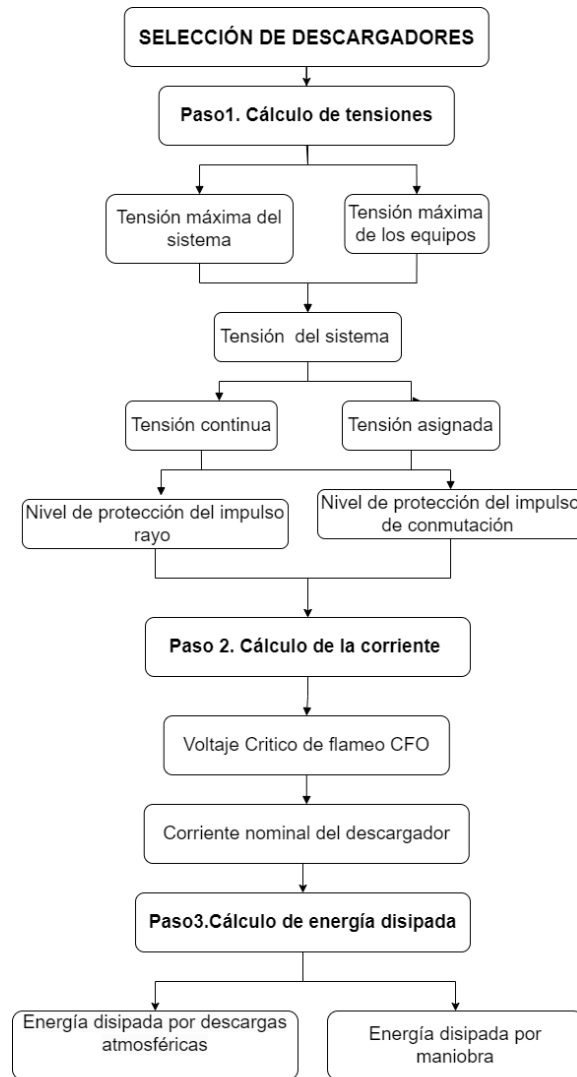 SELECCIÓN DE DESCARGADORES
Paso1. Cálculo de tensiones
Tensión máxima del
sistema
Tensión máxima
de los equipos
Tensión del sistema
Tensión continua
Tensión asignada
Nivel de protección del impulso
rayo
Nivel de protección del impulso
de conmutación
Paso 2. Cálculo de la corriente
Voltaje Critico de flameo CFO
Corriente nominal del descargador
Paso3.Cálculo de energía disipada
Energía disipada por descargas
atmosféricas
Energía disipada por
maniobra